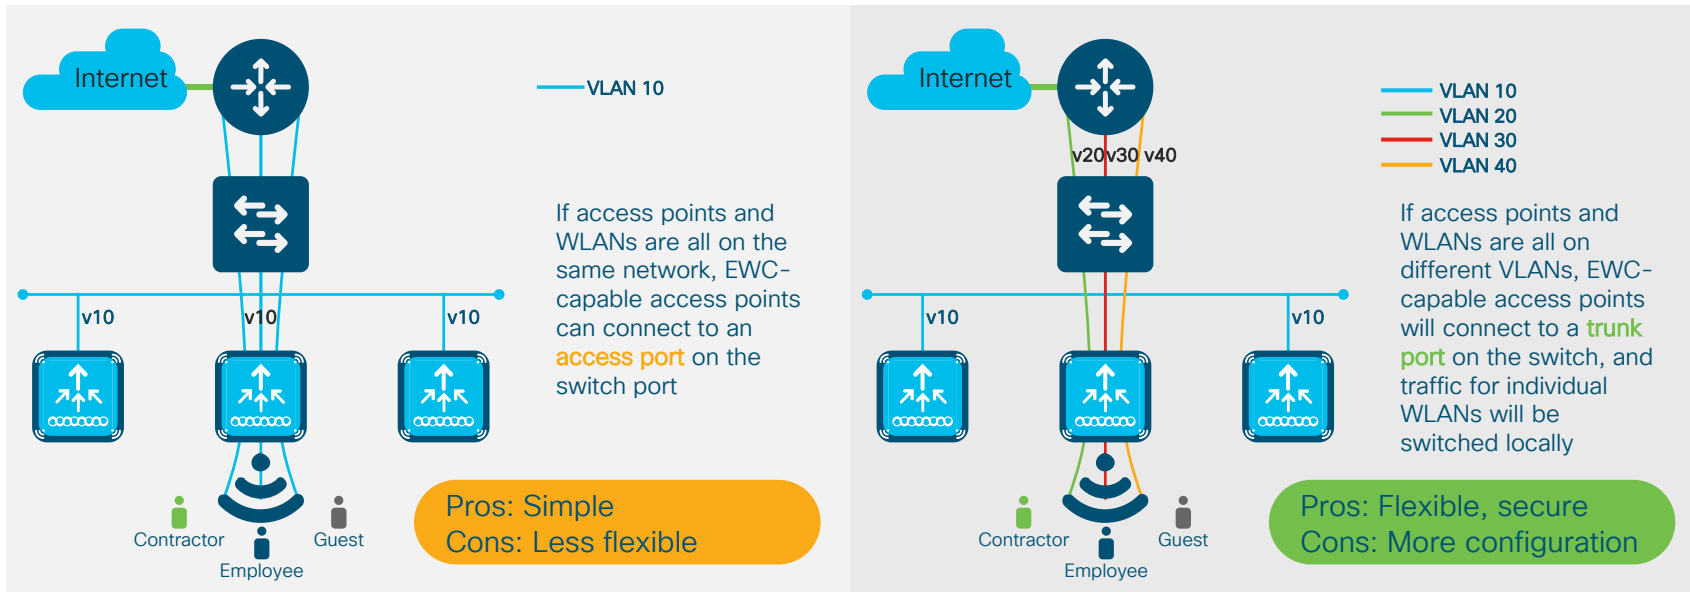 Internet
VLAN 10
If access points and
WLANs are all on the
same network, EWC-
capable access points
can connect to an
access port on the
switch port
v10
v10
v10
Contractor
Employee
Guest
Pros: Simple
Cons: Less flexible
Internet
VLAN 10
VLAN 20
VLAN 30
VLAN 40
v20
v30
v40
If access points and
WLANs are all on
different VLANs, EWC-
capable access points
will connect to a trunk
port on the switch, and
traffic for individual
WLANs will be
switched locally
v10
v10
Contractor
Employee
Guest
Pros: Flexible, secure
Cons: More configuration